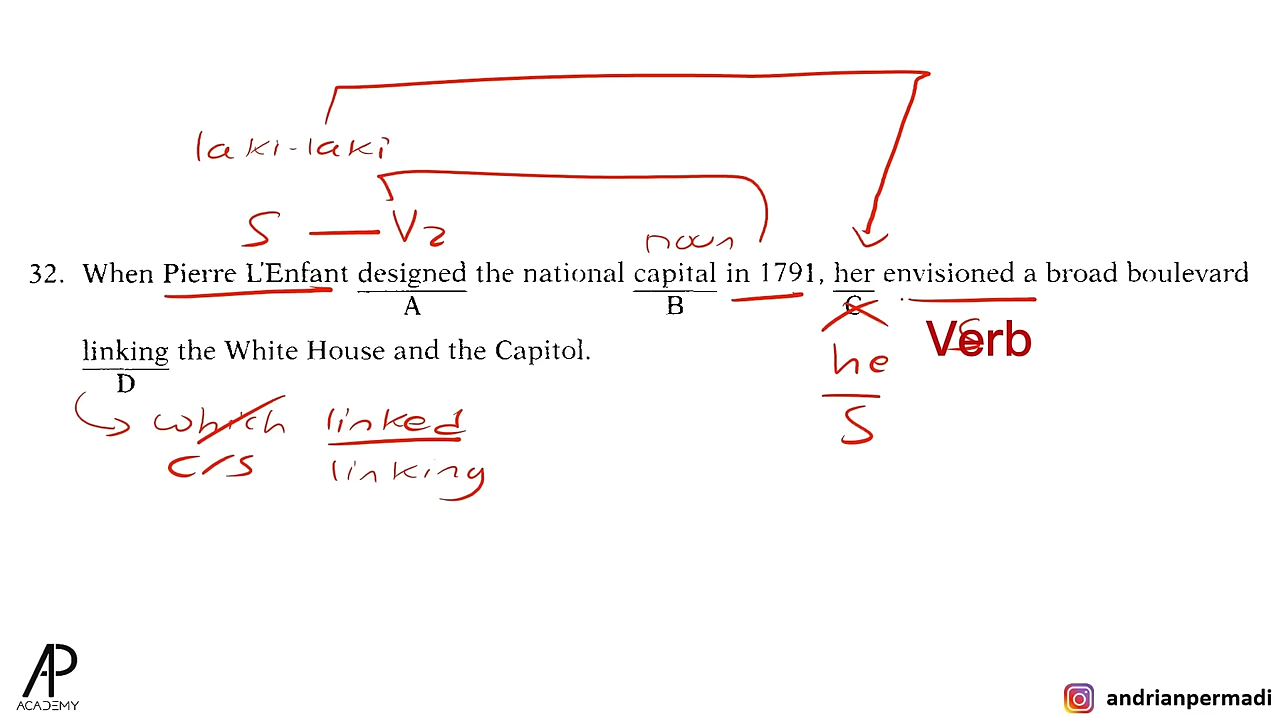 laki-laki
S — V2
noun
32. When Pierre L'Enfant designed the national capital in 1791, her envisioned a broad boulevard
A B C
Verb
linking the White House and the Capitol.
D
he
S
which linked
c/s linking
AP
ACADEMY
andrianpermadi